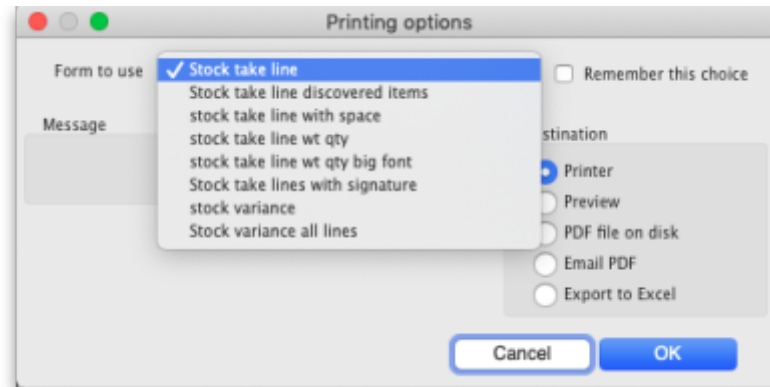 Printing options
Form to use
✓ Stock take line
Stock take line discovered items
stock take line with space
stock take line wt qty
stock take line wt qty big font
Stock take lines with signature
stock variance
Stock variance all lines
Remember this choice
Message
stination
Printer
Preview
PDF file on disk
Email PDF
Export to Excel
Cancel
OK